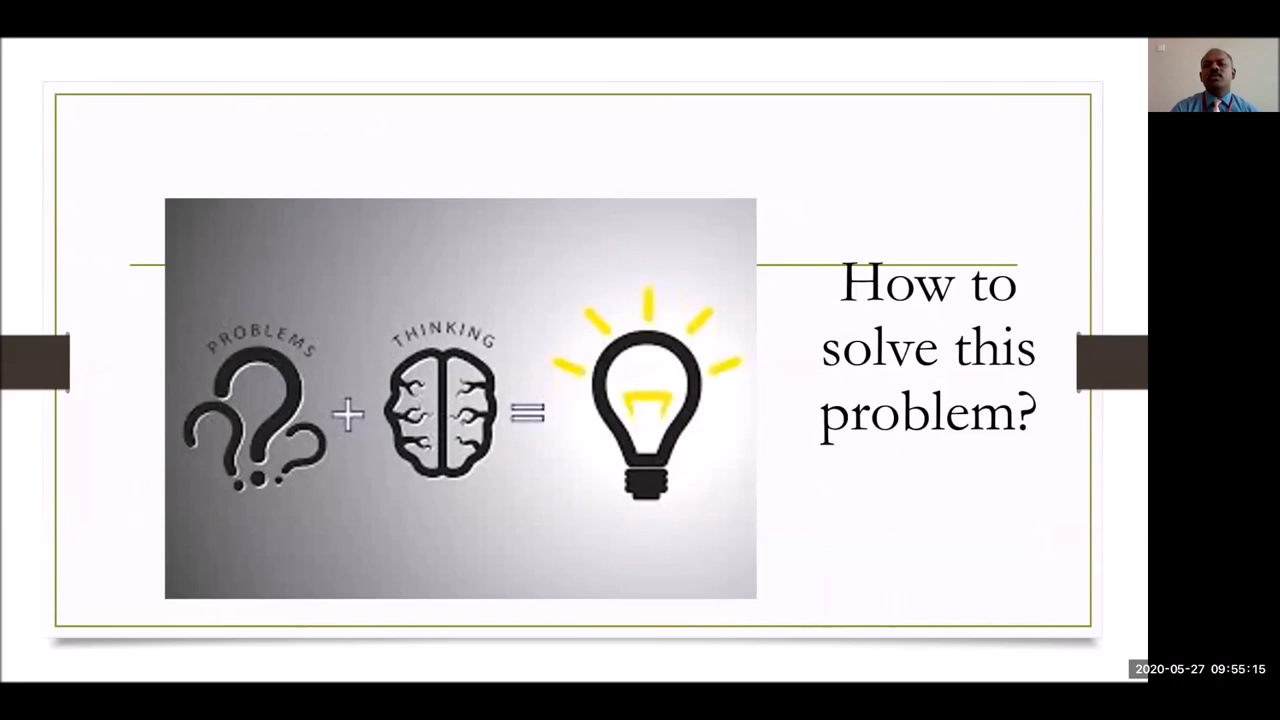 PROBLEMS
THINKING
How to
solve this
problem?
2020-05-27 09:55:15